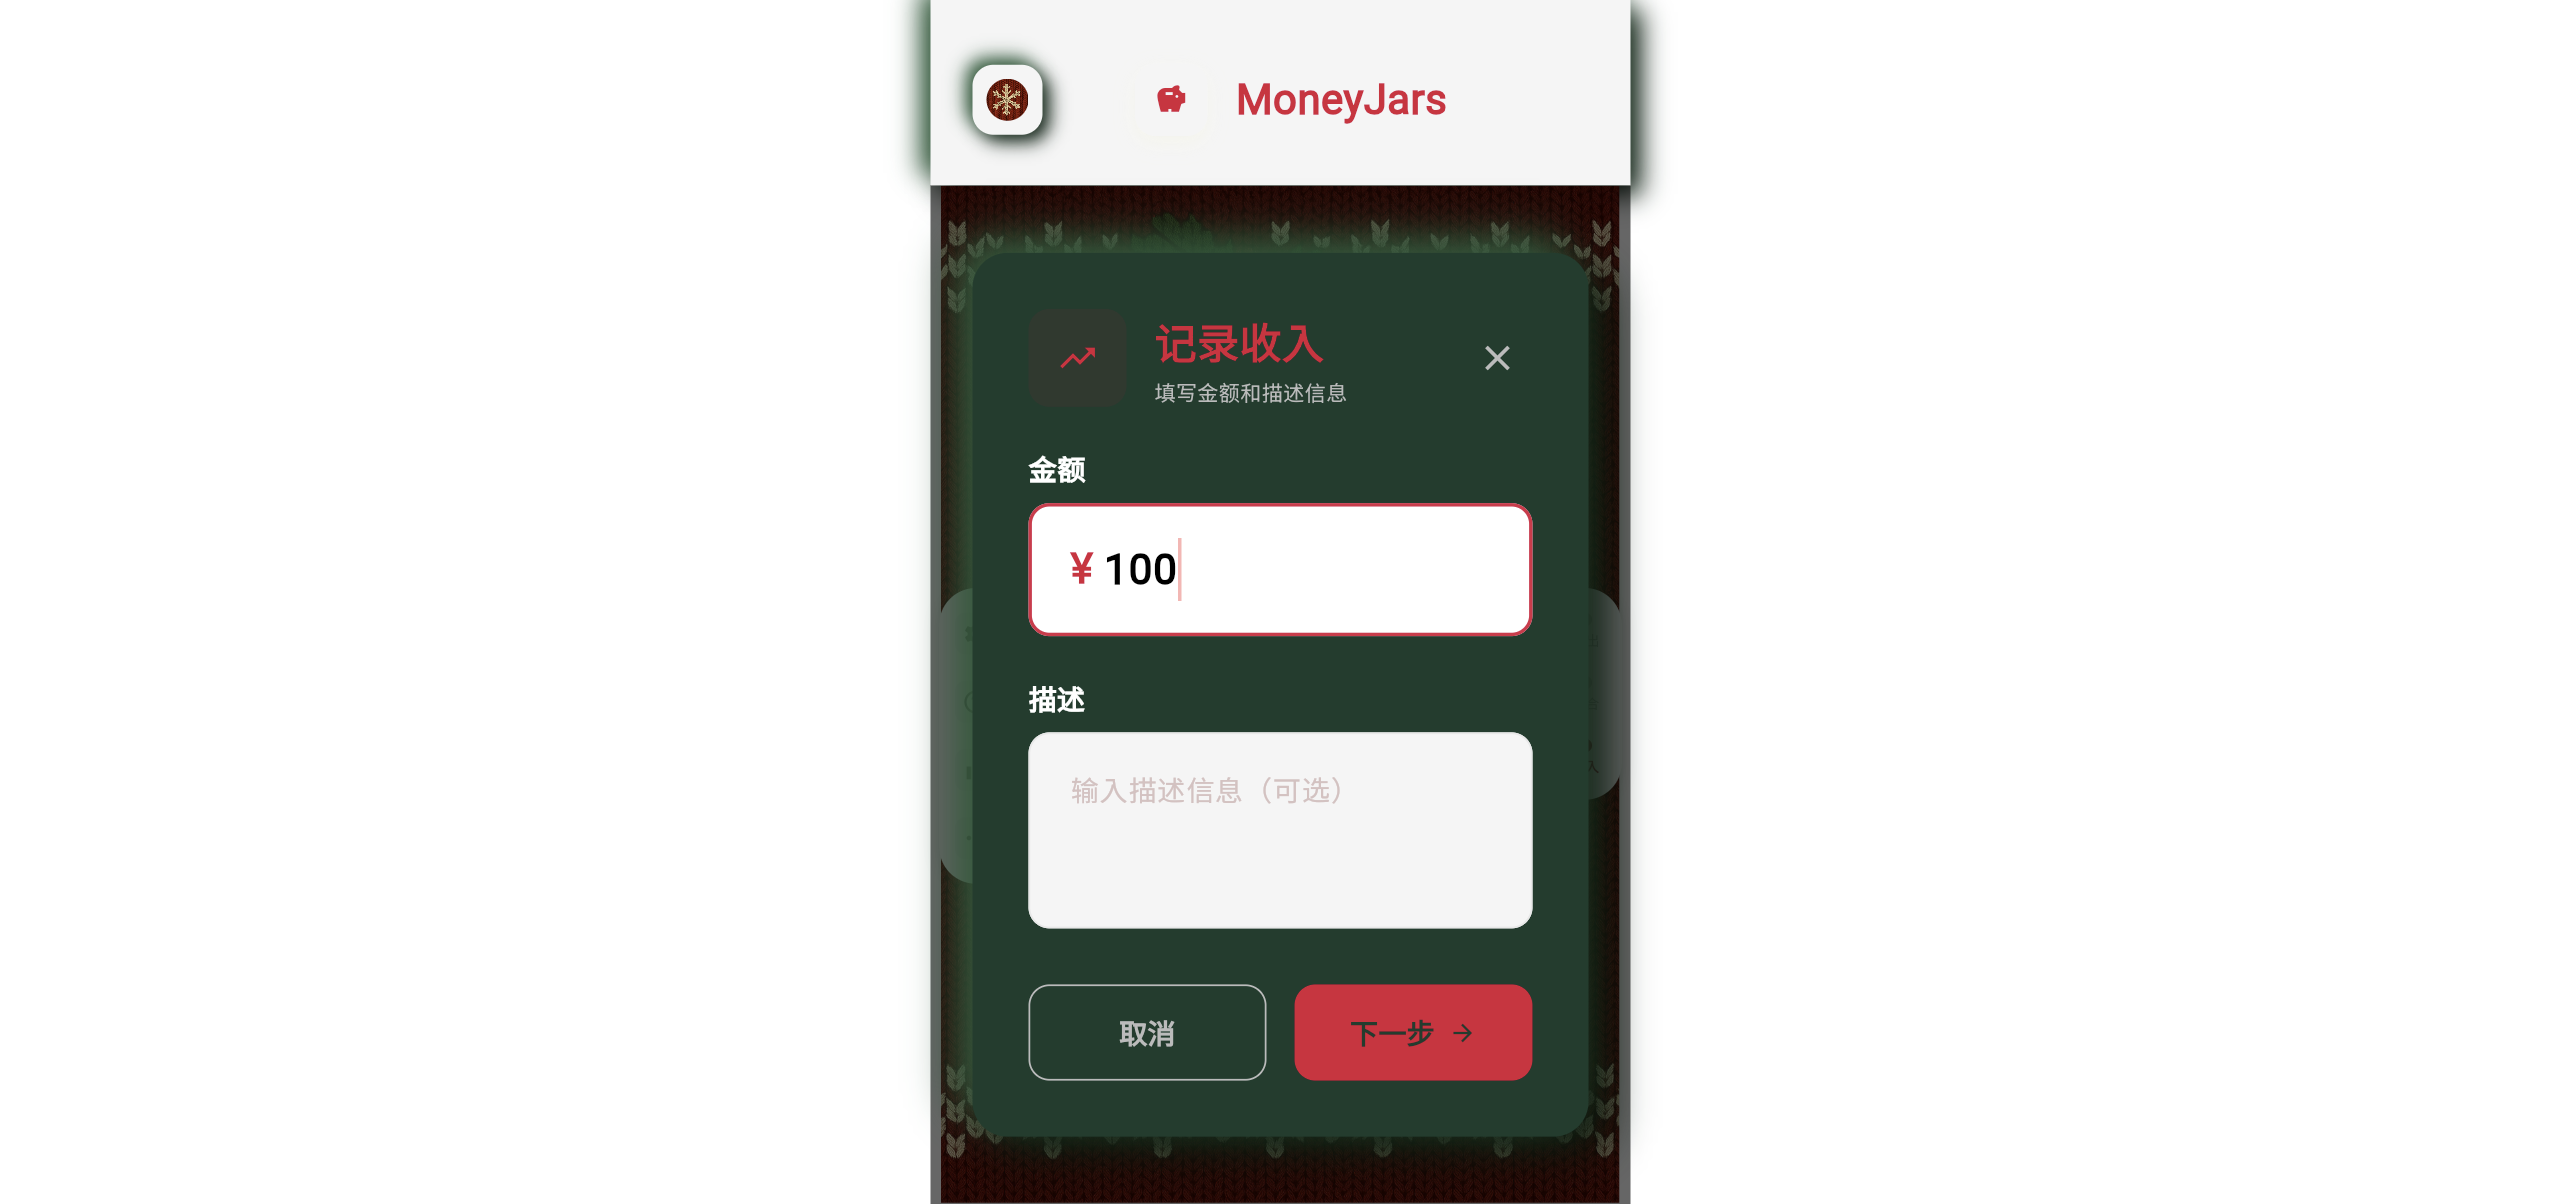 MoneyJars
记录收入
填写金额和描述信息
金额
¥ 100
描述
输入描述信息（可选）
取消
下一步 →